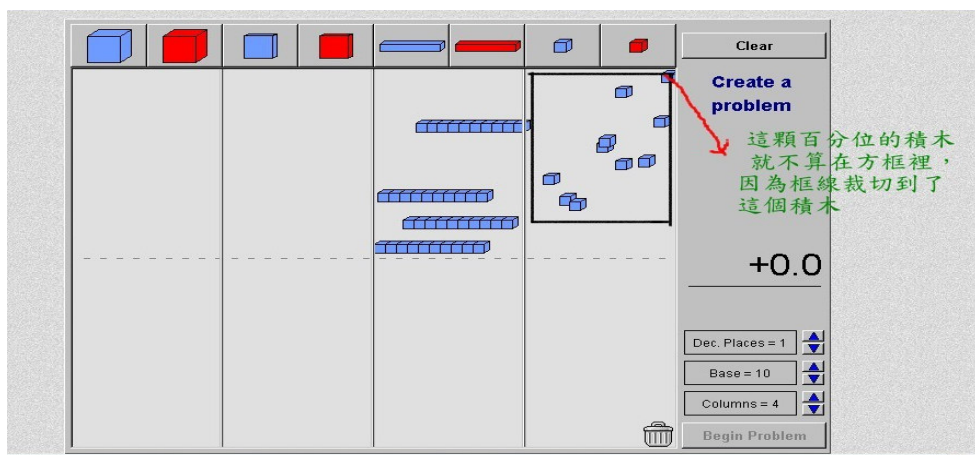 Clear
Create a
problem
這顆百分位的積木
就不算在方框裡，
因為框線裁切到了
這個積木
+0.0
Dec. Places = 1
Base = 10
Columns = 4
Begin Problem